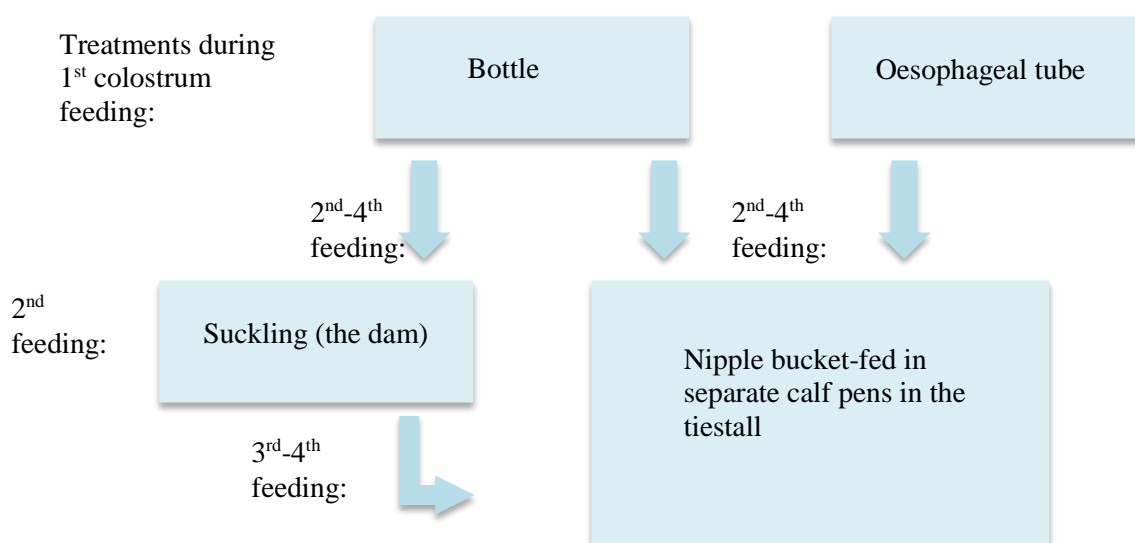 Treatments during
1st colostrum
feeding:
Bottle
Oesophageal tube
2nd-4th
feeding:
2nd-4th
feeding:
2nd
feeding:
Suckling (the dam)
Nipple bucket-fed in
separate calf pens in the
tiestall
3rd-4th
feeding: